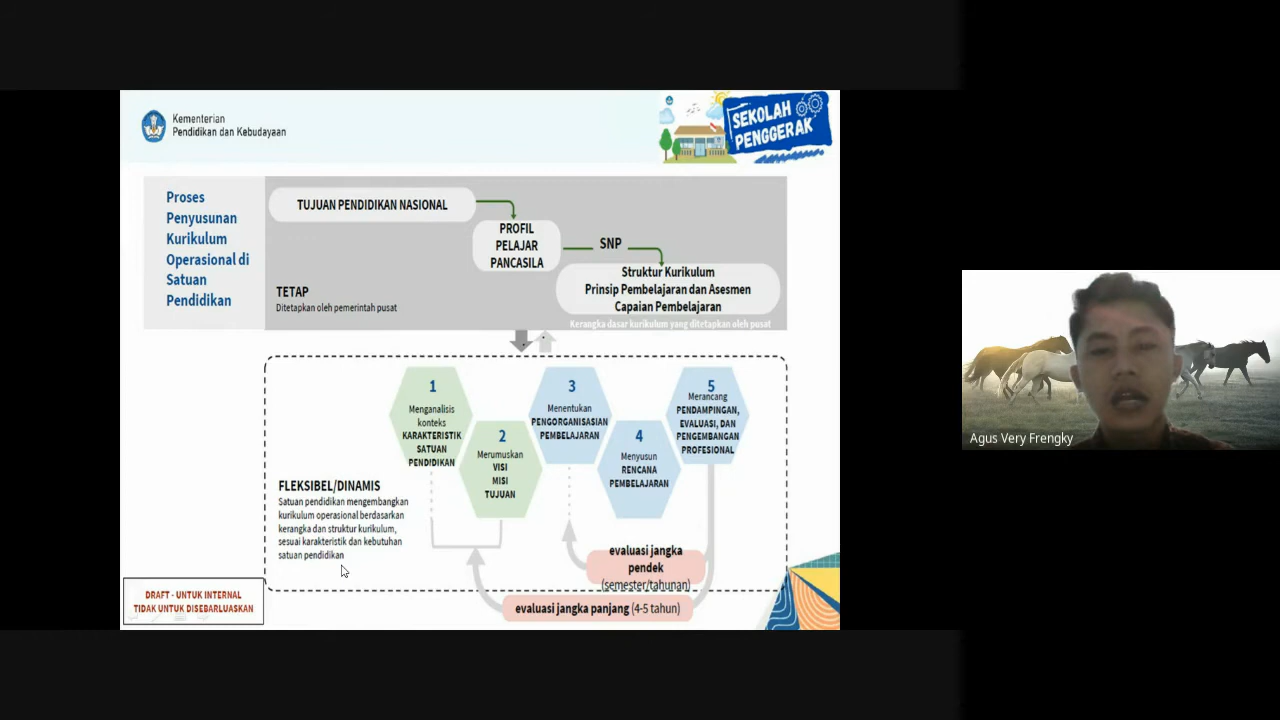 Kementerian
Pendidikan dan Kebudayaan
SEKOLAH
PENGGERAK
Proses
Penyusunan
Kurikulum
Operasional di
Satuan
Pendidikan
TUJUAN PENDIDIKAN NASIONAL
PROFIL
PELAJAR
PANCASILA
SNP
Struktur Kurikulum
Prinsip Pembelajaran dan Asesmen
Capaian Pembelajaran
TETAP
Ditetapkan oleh pemerintah pusat
Kerangka dasar kurikulum yang ditetapkan oleh pusat
1
Menganalisis
konteks
KARAKTERISTIK
SATUAN
PENDIDIKAN
2
Merumuskan
VISI
MISI
TUJUAN
3
Menentukan
PENGORGANISASIAN
PEMBELAJARAN
4
Menyusun
RENCANA
PEMBELAJARAN
5
Merancang
PENDAMPINGAN,
EVALUASI, DAN
PENGEMBANGAN
PROFESIONAL
FLEKSIBEL/DINAMIS
Satuan pendidikan mengembangkan
kurikulum operasional berdasarkan
kerangka dan struktur kurikulum,
sesuai karakteristik dan kebutuhan
satuan pendidikan
evaluasi jangka
pendek
(semester/tahunan)
evaluasi jangka panjang (4-5 tahun)
DRAFT - UNTUK INTERNAL
TIDAK UNTUK DISEBARLUASKAN
Agus Very Frengky